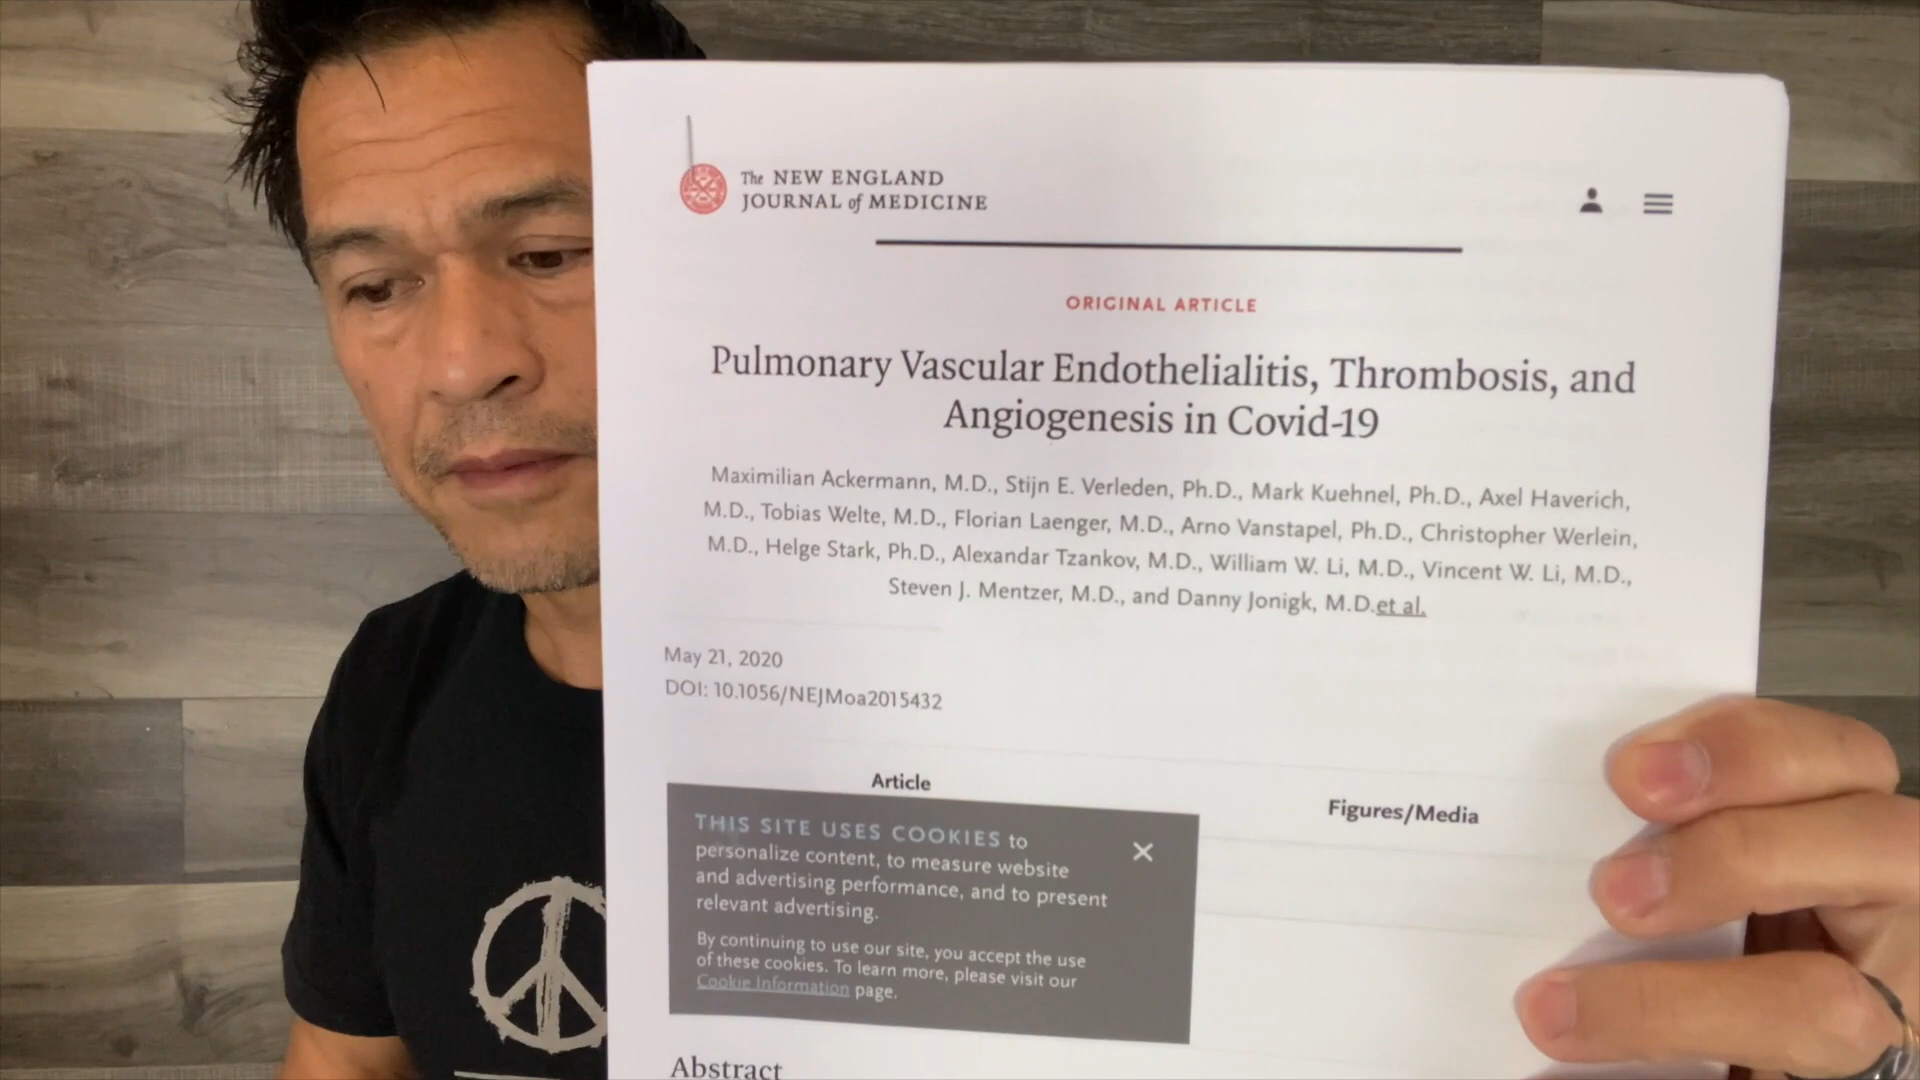 The NEW ENGLAND
JOURNAL of MEDICINE
ORIGINAL ARTICLE
Pulmonary Vascular Endothelialitis, Thrombosis, and
Angiogenesis in Covid-19
Maximilian Ackermann, M.D., Stijn E. Verleden, Ph.D., Mark Kuehnel, Ph.D., Axel Haverich,
M.D., Tobias Welte, M.D., Florian Laenger, M.D., Arno Vanstapel, Ph.D., Christopher Werlein,
M.D., Helge Stark, Ph.D., Alexandar Tzankov, M.D., William W. Li, M.D., Vincent W. Li, M.D.,
Steven J. Mentzer, M.D., and Danny Jonigk, M.D.et al.
May 21, 2020
DOI: 10.1056/NEJMoa2015432
Article
Figures/Media
THIS SITE USES COOKIES to
personalize content, to measure website
and advertising performance, and to present
relevant advertising.
By continuing to use our site, you accept the use
of these cookies. To learn more, please visit our
Cookie Information page.
Abstract